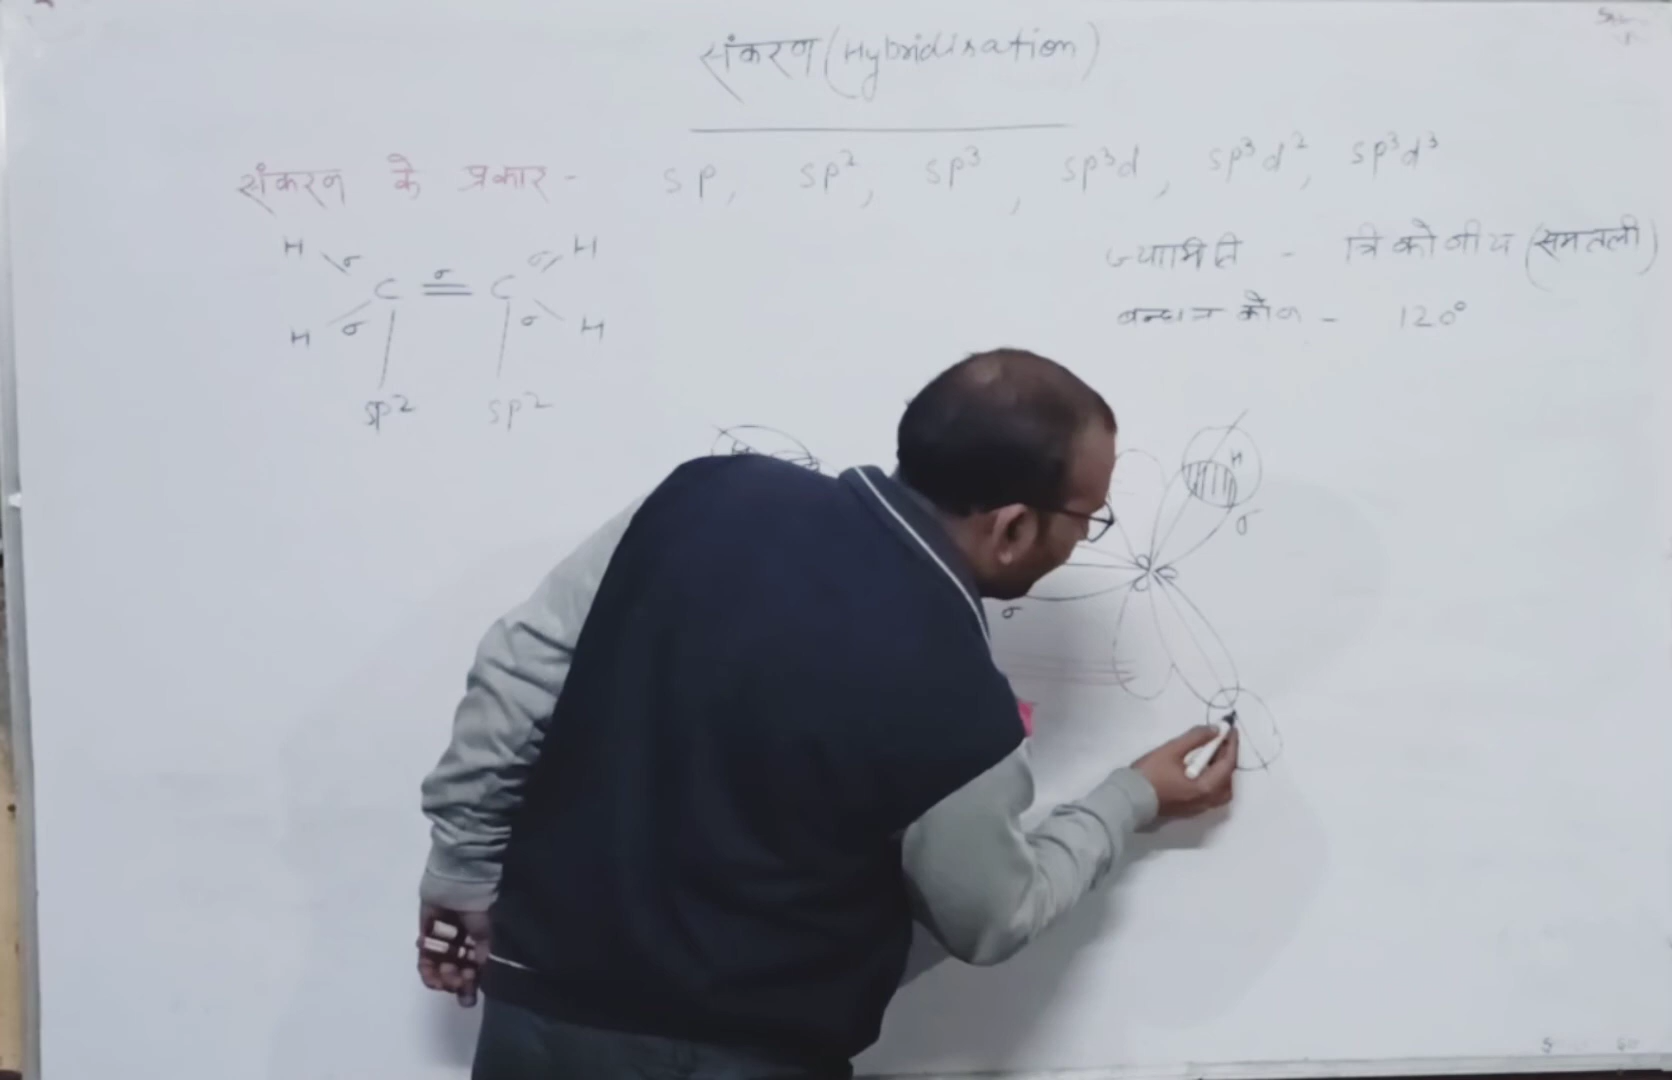 संकरण (Hybridisation)
संकरण के प्रकार - sp, sp², sp³, sp³d, sp³d², sp³d³
ज्यामिति - त्रिकोणीय (समतली)
बन्धन कोण - 120°
H σ C σ C σ H
H σ σ H
sp² sp²
H
σ
σ